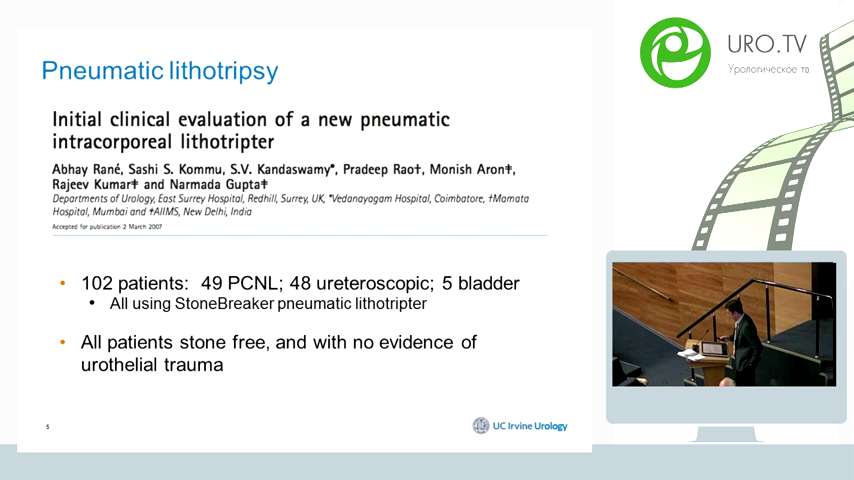 Pneumatic lithotripsy
Initial clinical evaluation of a new pneumatic
intracorporeal lithotripter
Abhay Rané, Sashi S. Kommu, S.V. Kandaswamy*, Pradeep Rao†, Monish Aron‡,
Rajeev Kumar‡ and Narmada Gupta‡
Departments of Urology, East Surrey Hospital, Redhill, Surrey, UK, *Vedanayagam Hospital, Coimbatore, †Mamata
Hospital, Mumbai and ‡AIIMS, New Delhi, India
Accepted for publication 2 March 2007
• 102 patients: 49 PCNL; 48 ureteroscopic; 5 bladder
• All using StoneBreaker pneumatic lithotripter
• All patients stone free, and with no evidence of
urothelial trauma
5
UC Irvine Urology
URO.TV
Урологическое тв